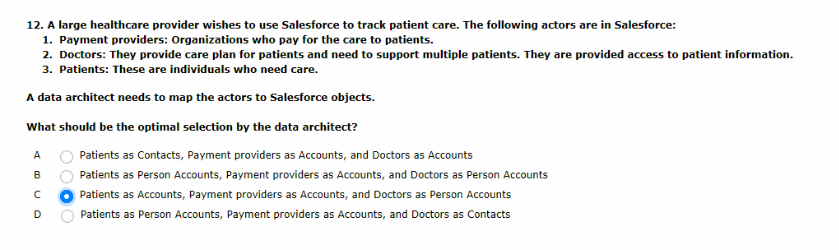 12. A large healthcare provider wishes to use Salesforce to track patient care. The following actors are in Salesforce:
1. Payment providers: Organizations who pay for the care to patients.
2. Doctors: They provide care plan for patients and need to support multiple patients. They are provided access to patient information.
3. Patients: These are individuals who need care.
A data architect needs to map the actors to Salesforce objects.
What should be the optimal selection by the data architect?
A Patients as Contacts, Payment providers as Accounts, and Doctors as Accounts
B Patients as Person Accounts, Payment providers as Accounts, and Doctors as Person Accounts
C Patients as Accounts, Payment providers as Accounts, and Doctors as Person Accounts
D Patients as Person Accounts, Payment providers as Accounts, and Doctors as Contacts